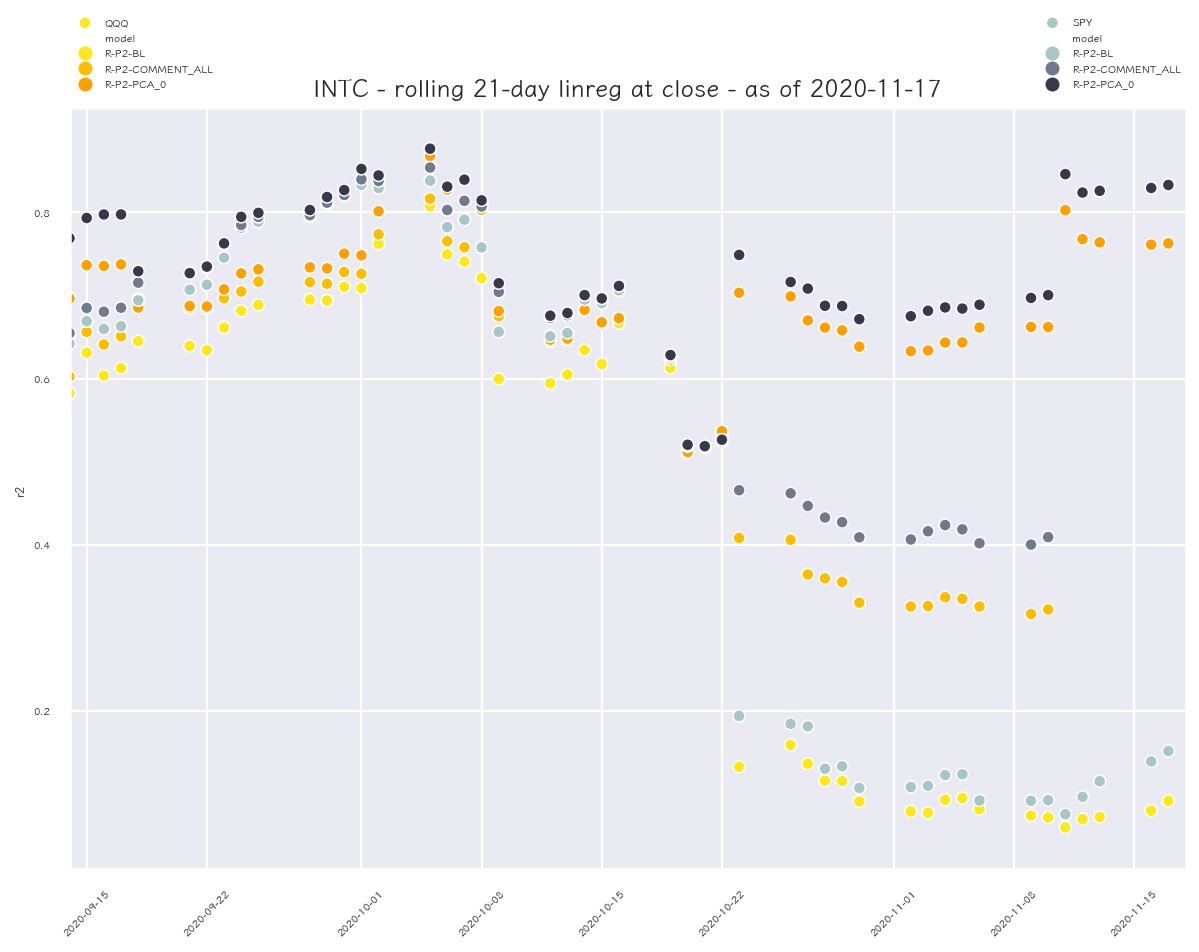 QQQ
model
R-P2-BL
R-P2-COMMENT_ALL
R-P2-PCA_0
SPY
model
R-P2-BL
R-P2-COMMENT_ALL
R-P2-PCA_0
INTC - rolling 21-day linreg at close - as of 2020-11-17
r2
0.8
0.6
0.4
0.2
2020-09-15
2020-09-22
2020-10-01
2020-10-08
2020-10-15
2020-10-22
2020-11-01
2020-11-08
2020-11-15